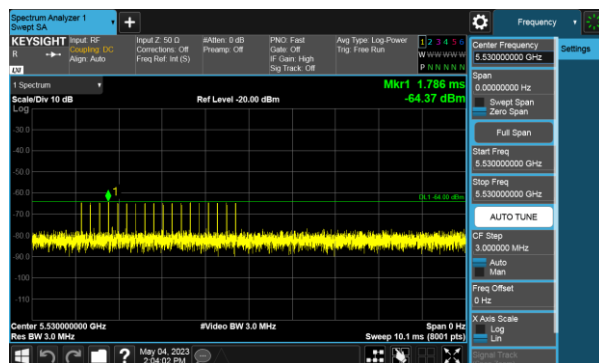 Spectrum Analyzer 1
Swept SA
+
Frequency
KEYSIGHT
R
LXI
Input: RF
Coupling: DC
Align: Auto
Input Z: 50 Ω
Corrections: Off
Freq Ref: Int (S)
#Atten: 0 dB
Preamp: Off
PNO: Fast
Gate: Off
IF Gain: High
Sig Track: Off
Avg Type: Log-Power
Trig: Free Run
1 2 3 4 5 6
W W W W W W
P N N N N N
Center Frequency
5.530000000 GHz
Settings
Span
0.00000000 Hz
Swept Span
Zero Span
Full Span
Start Freq
5.530000000 GHz
Stop Freq
5.530000000 GHz
AUTO TUNE
CF Step
3.000000 MHz
Auto
Man
Freq Offset
0 Hz
X Axis Scale
Log
Lin
Signal Track
1 Spectrum
Scale/Div 10 dB
Log
Ref Level -20.00 dBm
Mkr1 1.786 ms
-64.37 dBm
-30.0
-40.0
-50.0
-60.0
1
DL1 -64.00 dBm
-70.0
-80.0
-90.0
-100
-110
Center 5.530000000 GHz
Res BW 3.0 MHz
#Video BW 3.0 MHz
Span 0 Hz
Sweep 10.1 ms (8001 pts)
?
May 04, 2023
2:04:02 PM